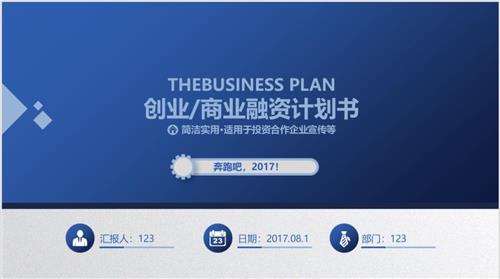 THEBUSINESS PLAN
创业/商业融资计划书
简洁实用·适用于投资合作企业宣传等
奔跑吧，2017！
汇报人：123
23
日期：2017.08.1
部门：123